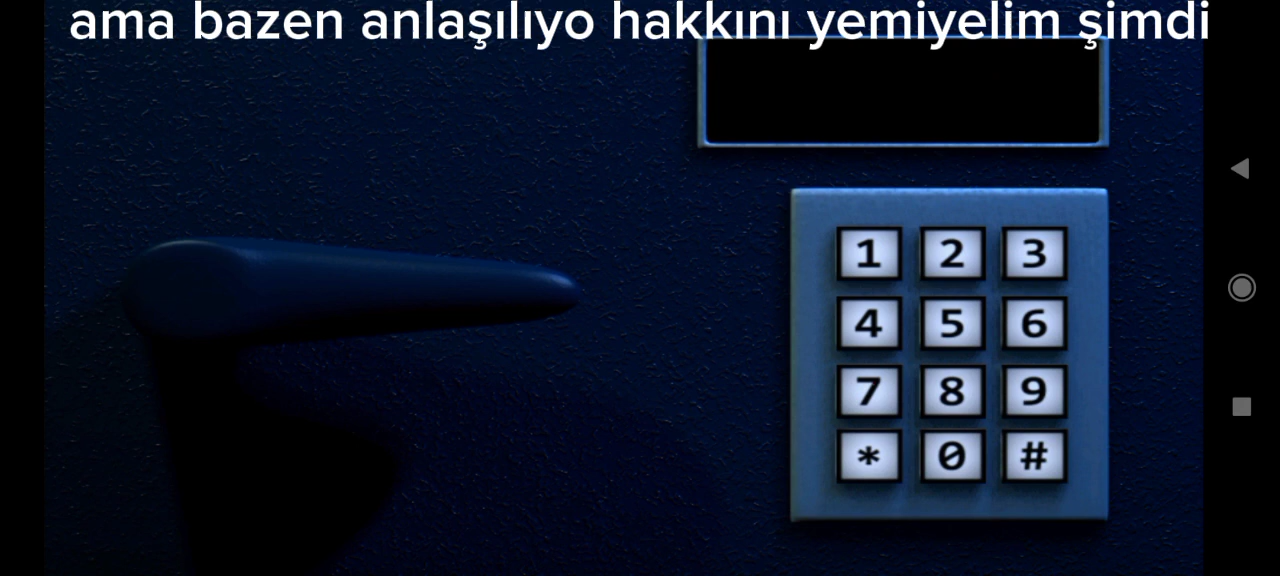 ama bazen anlaşılıyo hakkını yemiyelim şimdi
1 2 3
4 5 6
7 8 9
* 0 #